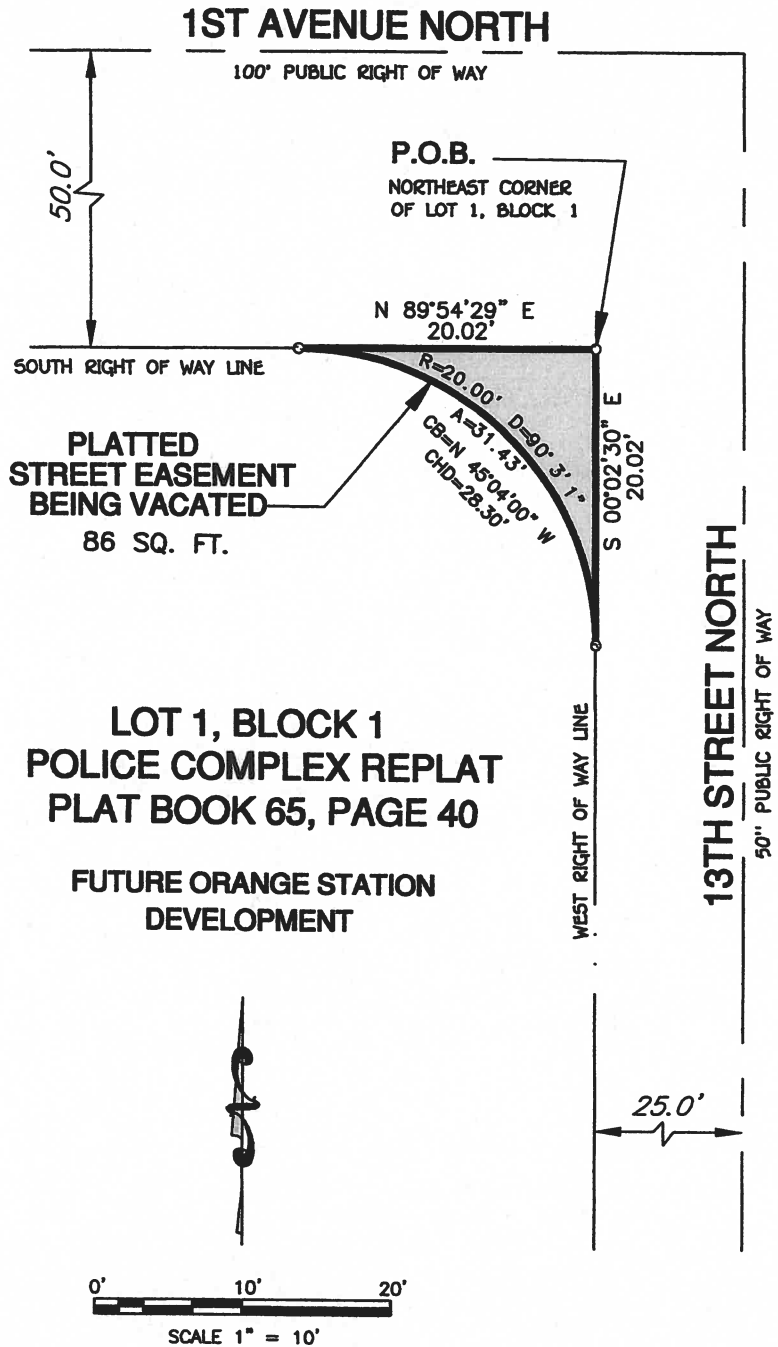 1ST AVENUE NORTH
100' PUBLIC RIGHT OF WAY
50.0'
P.O.B.
NORTHEAST CORNER
OF LOT 1, BLOCK 1
N 89°54'29" E
20.02'
SOUTH RIGHT OF WAY LINE
R=20.00' D=90° 3' 1"
A=31.43'
CB=N 45°04'00" W
CHD=28.30'
S 00°02'30" E
20.02'
PLATTED
STREET EASEMENT
BEING VACATED
86 SQ. FT.
13TH STREET NORTH
50" PUBLIC RIGHT OF WAY
LOT 1, BLOCK 1
POLICE COMPLEX REPLAT
PLAT BOOK 65, PAGE 40
WEST RIGHT OF WAY LINE
FUTURE ORANGE STATION
DEVELOPMENT
25.0'
0' 10' 20'
SCALE 1" = 10'